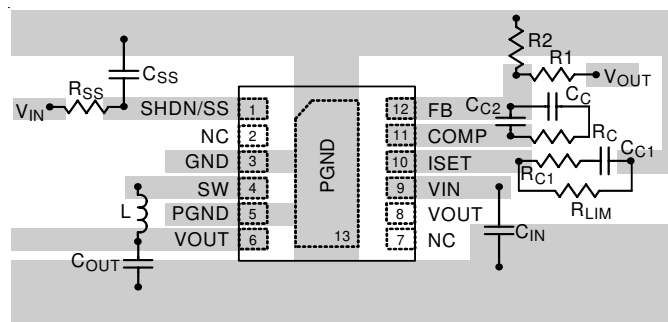 R2
R1
VOUT
CSS
RSS
VIN
SHDN/SS 1
NC 2
GND 3
SW 4
PGND 5
VOUT 6
PGND
13
12 FB
11 COMP
10 ISET
9 VIN
8 VOUT
7 NC
CC2
CC
RC
CC1
RC1
RLIM
L
COUT
CIN